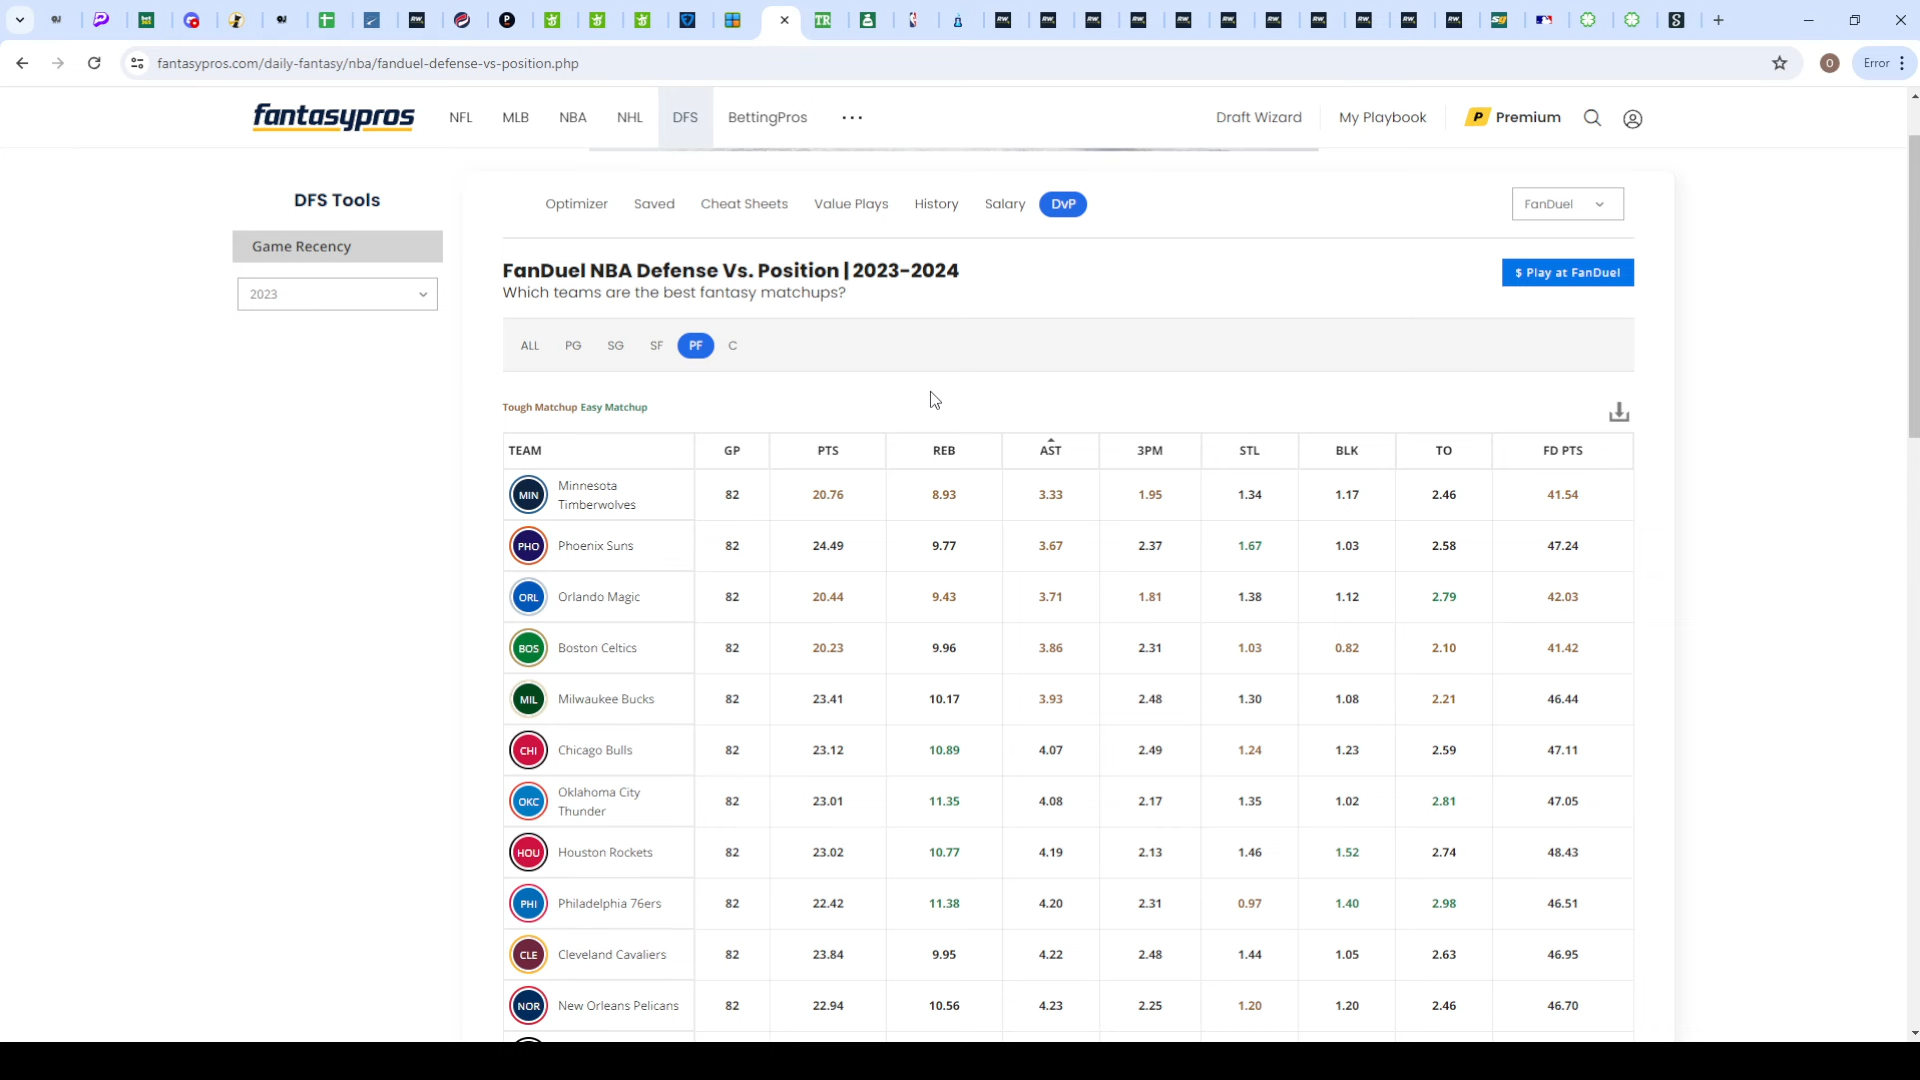 fantasypros.com/daily-fantasy/nba/fanduel-defense-vs-position.php
Error
fantasypros
NFL MLB NBA NHL DFS BettingPros ...
Draft Wizard My Playbook P Premium
DFS Tools
Game Recency
2023
Optimizer Saved Cheat Sheets Value Plays History Salary DvP
FanDuel
FanDuel NBA Defense Vs. Position | 2023-2024
Which teams are the best fantasy matchups?
$ Play at FanDuel
ALL PG SG SF PF C
Tough Matchup Easy Matchup
TEAM GP PTS REB AST 3PM STL BLK TO FD PTS
MIN Minnesota Timberwolves 82 20.76 8.93 3.33 1.95 1.34 1.17 2.46 41.54
PHO Phoenix Suns 82 24.49 9.77 3.67 2.37 1.67 1.03 2.58 47.24
ORL Orlando Magic 82 20.44 9.43 3.71 1.81 1.38 1.12 2.79 42.03
BOS Boston Celtics 82 20.23 9.96 3.86 2.31 1.03 0.82 2.10 41.42
MIL Milwaukee Bucks 82 23.41 10.17 3.93 2.48 1.30 1.08 2.21 46.44
CHI Chicago Bulls 82 23.12 10.89 4.07 2.49 1.24 1.23 2.59 47.11
OKC Oklahoma City Thunder 82 23.01 11.35 4.08 2.17 1.35 1.02 2.81 47.05
HOU Houston Rockets 82 23.02 10.77 4.19 2.13 1.46 1.52 2.74 48.43
PHI Philadelphia 76ers 82 22.42 11.38 4.20 2.31 0.97 1.40 2.98 46.51
CLE Cleveland Cavaliers 82 23.84 9.95 4.22 2.48 1.44 1.05 2.63 46.95
NOR New Orleans Pelicans 82 22.94 10.56 4.23 2.25 1.20 1.20 2.46 46.70